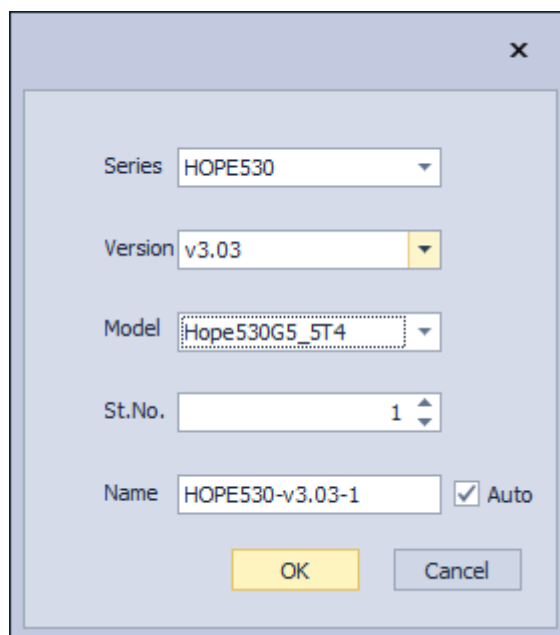 Series HOPE530
Version v3.03
Model Hope530G5_5T4
St.No. 1
Name HOPE530-v3.03-1 Auto
OK Cancel